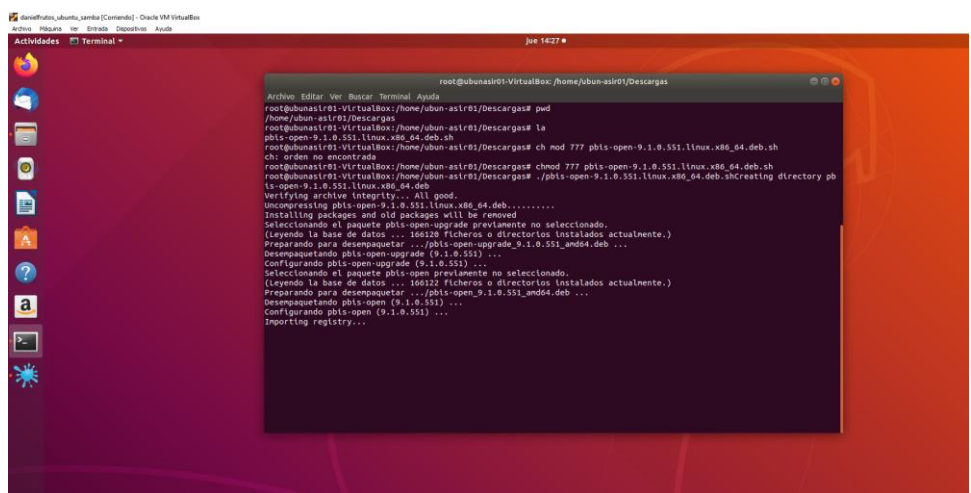 danielfrutos_ubuntu_samba [Corriendo] - Oracle VM VirtualBox
Archivo Máquina Ver Entrada Dispositivos Ayuda
Actividades Terminal jue 14:27
root@ubunasir01-VirtualBox: /home/ubun-asir01/Descargas
Archivo Editar Ver Buscar Terminal Ayuda
root@ubunasir01-VirtualBox:/home/ubun-asir01/Descargas# pwd
/home/ubun-asir01/Descargas
root@ubunasir01-VirtualBox:/home/ubun-asir01/Descargas# la
pbis-open-9.1.0.551.linux.x86_64.deb.sh
root@ubunasir01-VirtualBox:/home/ubun-asir01/Descargas# ch mod 777 pbis-open-9.1.0.551.linux.x86_64.deb.sh
ch: orden no encontrada
root@ubunasir01-VirtualBox:/home/ubun-asir01/Descargas# chmod 777 pbis-open-9.1.0.551.linux.x86_64.deb.sh
root@ubunasir01-VirtualBox:/home/ubun-asir01/Descargas# ./pbis-open-9.1.0.551.linux.x86_64.deb.shCreating directory pb
is-open-9.1.0.551.linux.x86_64.deb
Verifying archive integrity... All good.
Uncompressing pbis-open-9.1.0.551.linux.x86_64.deb..........
Installing packages and old packages will be removed
Seleccionando el paquete pbis-open-upgrade previamente no seleccionado.
(Leyendo la base de datos ... 166120 ficheros o directorios instalados actualmente.)
Preparando para desempaquetar .../pbis-open-upgrade_9.1.0.551_amd64.deb ...
Desempaquetando pbis-open-upgrade (9.1.0.551) ...
Configurando pbis-open-upgrade (9.1.0.551) ...
Seleccionando el paquete pbis-open previamente no seleccionado.
(Leyendo la base de datos ... 166122 ficheros o directorios instalados actualmente.)
Preparando para desempaquetar .../pbis-open_9.1.0.551_amd64.deb ...
Desempaquetando pbis-open (9.1.0.551) ...
Configurando pbis-open (9.1.0.551) ...
Importing registry...